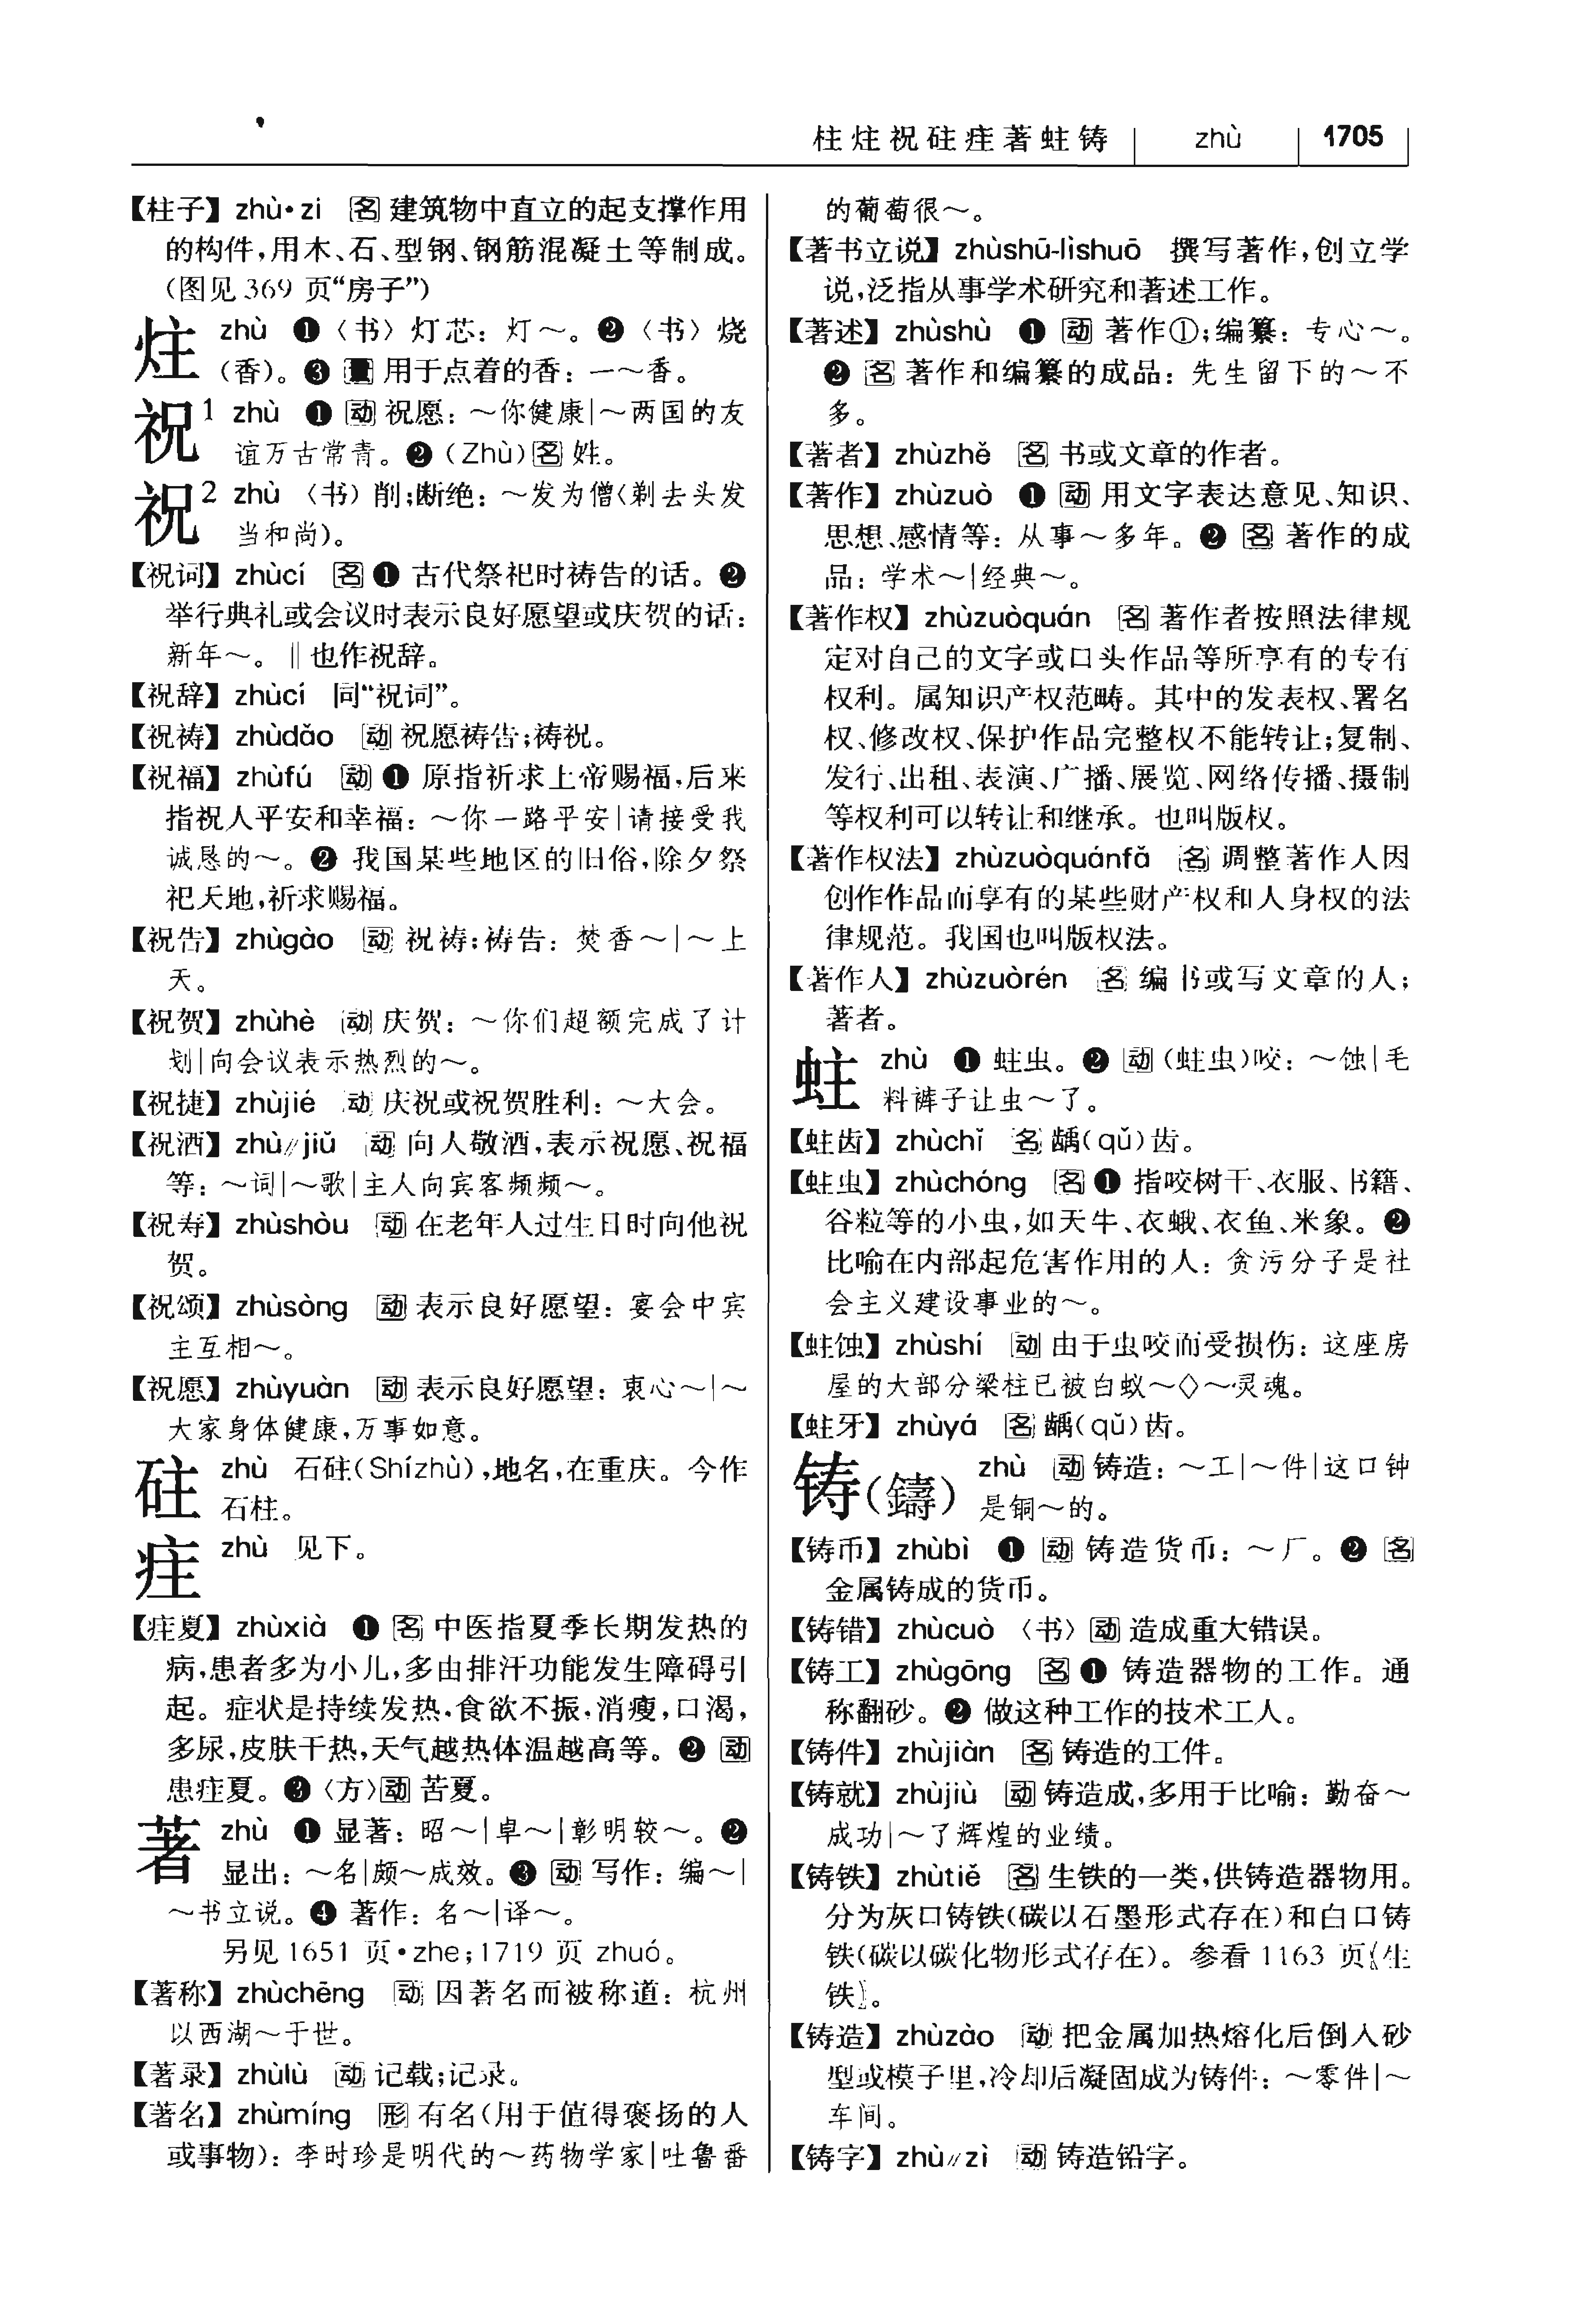 柱炷祝砫疰著蛀铸 zhù 1705
【柱子】 zhù·zi 名 建筑物中直立的起支撑作用
的构件,用木、石、型钢、钢筋混凝土等制成。
(图见369 页“房子”)
炷 zhù ❶〈书〉灯芯:灯～。❷〈书〉烧
(香)。❸ 量 用于点着的香:一～香。
祝1 zhù ❶ 动 祝愿:～你健康|～两国的友
谊万古常青。❷(Zhù)名 姓。
祝2 zhù 〈书〉削;断绝:～发为僧(剃去头发
当和尚)。
【祝词】 zhùcí 名 ❶ 古代祭祀时祷告的话。❷
举行典礼或会议时表示良好愿望或庆贺的话:
新年～。‖也作祝辞。
【祝辞】 zhùcí 同“祝词”。
【祝祷】 zhùdǎo 动 祝愿祷告;祷祝。
【祝福】 zhùfú 动 ❶ 原指祈求上帝赐福,后来
指祝人平安和幸福:～你一路平安|请接受我
诚恳的～。❷ 我国某些地区的旧俗,除夕祭
祀天地,祈求赐福。
【祝告】 zhùgào 动 祝祷;祷告:焚香～|～上
天。
【祝贺】 zhùhè 动 庆贺:～你们超额完成了计
划|向会议表示热烈的～。
【祝捷】 zhùjié 动 庆祝或祝贺胜利:～大会。
【祝酒】 zhù∥jiǔ 动 向人敬酒,表示祝愿、祝福
等:～词|～歌|主人向宾客频频～。
【祝寿】 zhùshòu 动 在老年人过生日时向他祝
贺。
【祝颂】 zhùsòng 动 表示良好愿望:宴会中宾
主互相～。
【祝愿】 zhùyuàn 动 表示良好愿望:衷心～|～
大家身体健康,万事如意。
砫 zhù 石砫(Shízhù),地名,在重庆。今作
石柱。
疰 zhù 见下。
【疰夏】 zhùxià ❶ 名 中医指夏季长期发热的
病,患者多为小儿,多由排汗功能发生障碍引
起。症状是持续发热,食欲不振,消瘦,口渴,
多尿,皮肤干热,天气越热体温越高等。❷ 动
患疰夏。❸〈方〉动 苦夏。
著 zhù ❶ 显著:昭～|卓～|彰明较～。❷
显出:～名|颇～成效。❸ 动 写作:编～|
～书立说。❹ 著作:名～|译～。
另见1651 页·zhe;1719 页 zhuó。
【著称】 zhùchēng 动 因著名而被称道:杭州
以西湖～于世。
【著录】 zhùlù 动 记载;记录。
【著名】 zhùmíng 形 有名(用于值得褒扬的人
或事物):李时珍是明代的～药物学家|吐鲁番
的葡萄很～。
【著书立说】 zhùshū-lìshuō 撰写著作,创立学
说,泛指从事学术研究和著述工作。
【著述】 zhùshù ❶ 动 著作①;编纂:专心～。
❷ 名 著作和编纂的成品:先生留下的～不
多。
【著者】 zhùzhě 名 书或文章的作者。
【著作】 zhùzuò ❶ 动 用文字表达意见、知识、
思想、感情等:从事～多年。❷ 名 著作的成
品:学术～|经典～。
【著作权】 zhùzuòquán 名 著作者按照法律规
定对自己的文字或口头作品等所享有的专有
权利。属知识产权范畴。其中的发表权、署名
权、修改权、保护作品完整权不能转让;复制、
发行、出租、表演、广播、展览、网络传播、摄制
等权利可以转让和继承。也叫版权。
【著作权法】 zhùzuòquánfǎ 名 调整著作人因
创作作品而享有的某些财产权和人身权的法
律规范。我国也叫版权法。
【著作人】 zhùzuòrén 名 编书或写文章的人;
著者。
蛀 zhù ❶ 蛀虫。❷ 动(蛀虫)咬:～蚀|毛
料裤子让虫～了。
【蛀齿】 zhùchǐ 名 龋(qǔ)齿。
【蛀虫】 zhùchóng 名 ❶ 指咬树干、衣服、书籍、
谷粒等的小虫,如天牛、衣蛾、衣鱼、米象。❷
比喻在内部起危害作用的人:贪污分子是社
会主义建设事业的～。
【蛀蚀】 zhùshí 动 由于虫咬而受损伤:这座房
屋的大部分梁柱已被白蚁～◇～灵魂。
【蛀牙】 zhùyá 名 龋(qǔ)齿。
铸(鑄) zhù 动 铸造:～工|～件|这口钟
是铜～的。
【铸币】 zhùbì ❶ 动 铸造货币:～厂。❷ 名
金属铸成的货币。
【铸错】 zhùcuò 〈书〉动 造成重大错误。
【铸工】 zhùgōng 名 ❶ 铸造器物的工作。通
称翻砂。❷ 做这种工作的技术工人。
【铸件】 zhùjiàn 名 铸造的工件。
【铸就】 zhùjiù 动 铸造成,多用于比喻:勤奋～
成功|～了辉煌的业绩。
【铸铁】 zhùtiě 名 生铁的一类,供铸造器物用。
分为灰口铸铁(碳以石墨形式存在)和白口铸
铁(碳以碳化物形式存在)。参看1163 页〖生
铁〗。
【铸造】 zhùzào 动 把金属加热熔化后倒入砂
型或模子里,冷却后凝固成为铸件:～零件|～
车间。
【铸字】 zhù∥zì 动 铸造铅字。